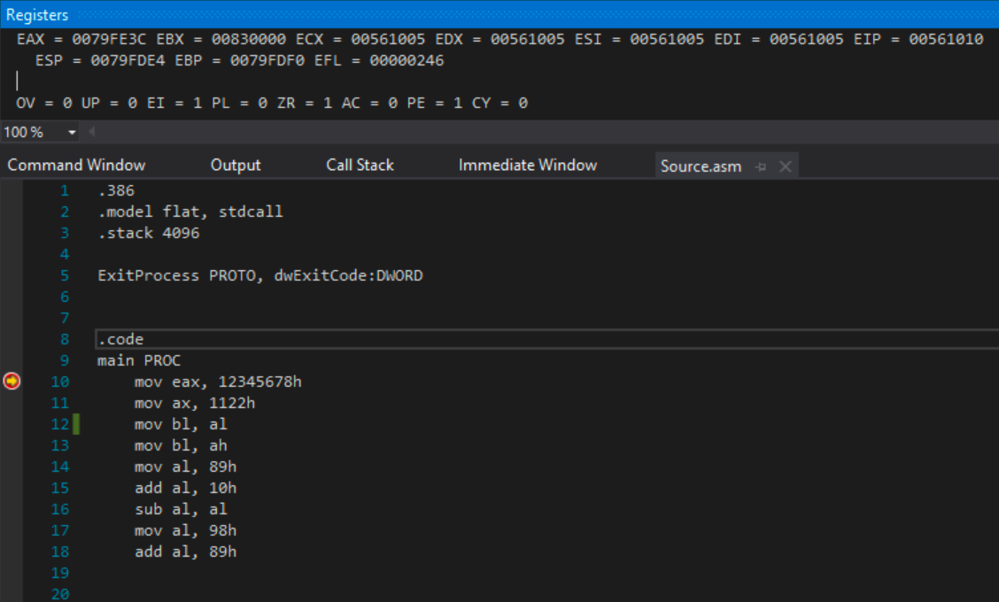 Registers
EAX = 0079FE3C EBX = 00830000 ECX = 00561005 EDX = 00561005 ESI = 00561005 EDI = 00561005 EIP = 00561010
ESP = 0079FDE4 EBP = 0079FDF0 EFL = 00000246
OV = 0 UP = 0 EI = 1 PL = 0 ZR = 1 AC = 0 PE = 1 CY = 0
100 %
Command Window Output Call Stack Immediate Window Source.asm
1 .386
2 .model flat, stdcall
3 .stack 4096
4
5 ExitProcess PROTO, dwExitCode:DWORD
6
7
8 .code
9 main PROC
10 mov eax, 12345678h
11 mov ax, 1122h
12 mov bl, al
13 mov bl, ah
14 mov al, 89h
15 add al, 10h
16 sub al, al
17 mov al, 98h
18 add al, 89h
19
20